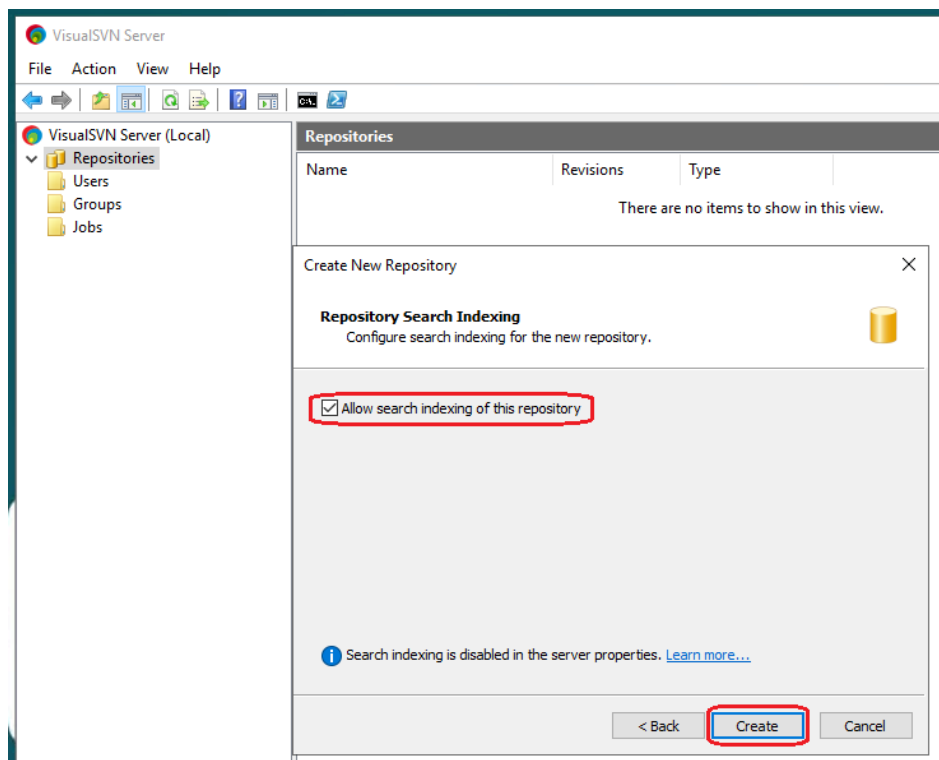 VisualSVN Server
File Action View Help
VisualSVN Server (Local)
Repositories
Users
Groups
Jobs
Repositories
Name Revisions Type
There are no items to show in this view.
Create New Repository
Repository Search Indexing
Configure search indexing for the new repository.
Allow search indexing of this repository
Search indexing is disabled in the server properties. Learn more...
< Back Create Cancel